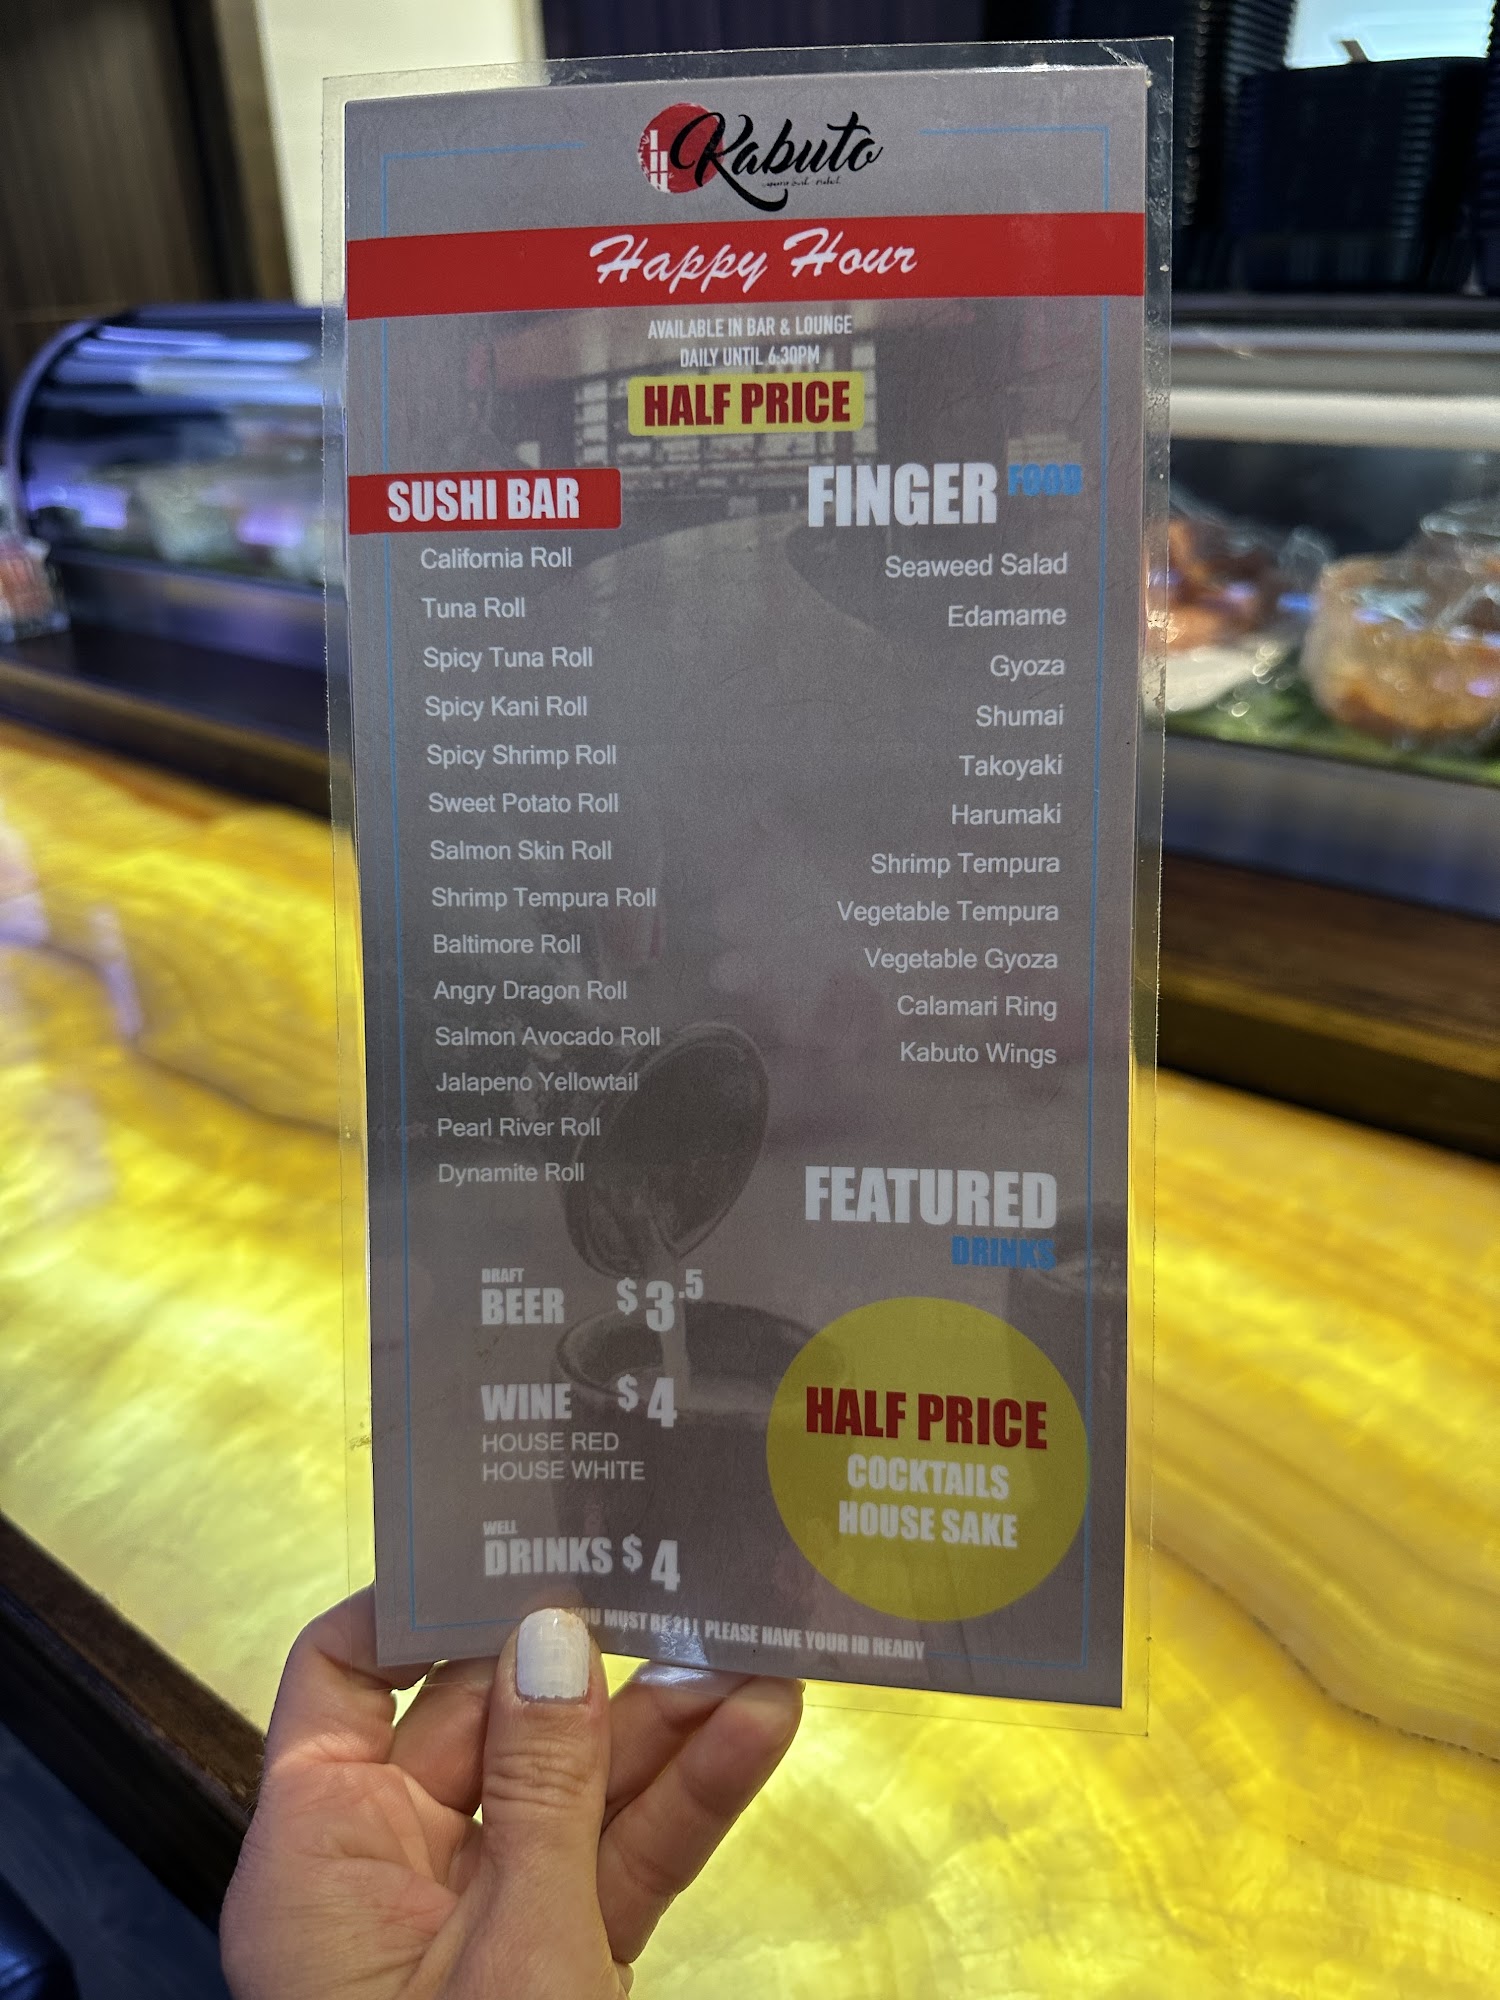 Kabuto
Happy Hour
AVAILABLE IN BAR & LOUNGE
DAILY UNTIL 6:30PM
HALF PRICE
SUSHI BAR
California Roll
Tuna Roll
Spicy Tuna Roll
Spicy Kani Roll
Spicy Shrimp Roll
Sweet Potato Roll
Salmon Skin Roll
Shrimp Tempura Roll
Baltimore Roll
Angry Dragon Roll
Salmon Avocado Roll
Jalapeno Yellowtail
Pearl River Roll
Dynamite Roll
FINGER FOOD
Seaweed Salad
Edamame
Gyoza
Shumai
Takoyaki
Harumaki
Shrimp Tempura
Vegetable Tempura
Vegetable Gyoza
Calamari Ring
Kabuto Wings
DRAFT
BEER $3.5
WINE $4
HOUSE RED
HOUSE WHITE
WELL
DRINKS $4
FEATURED
DRINKS
HALF PRICE
COCKTAILS
HOUSE SAKE
YOU MUST BE 21! PLEASE HAVE YOUR ID READY